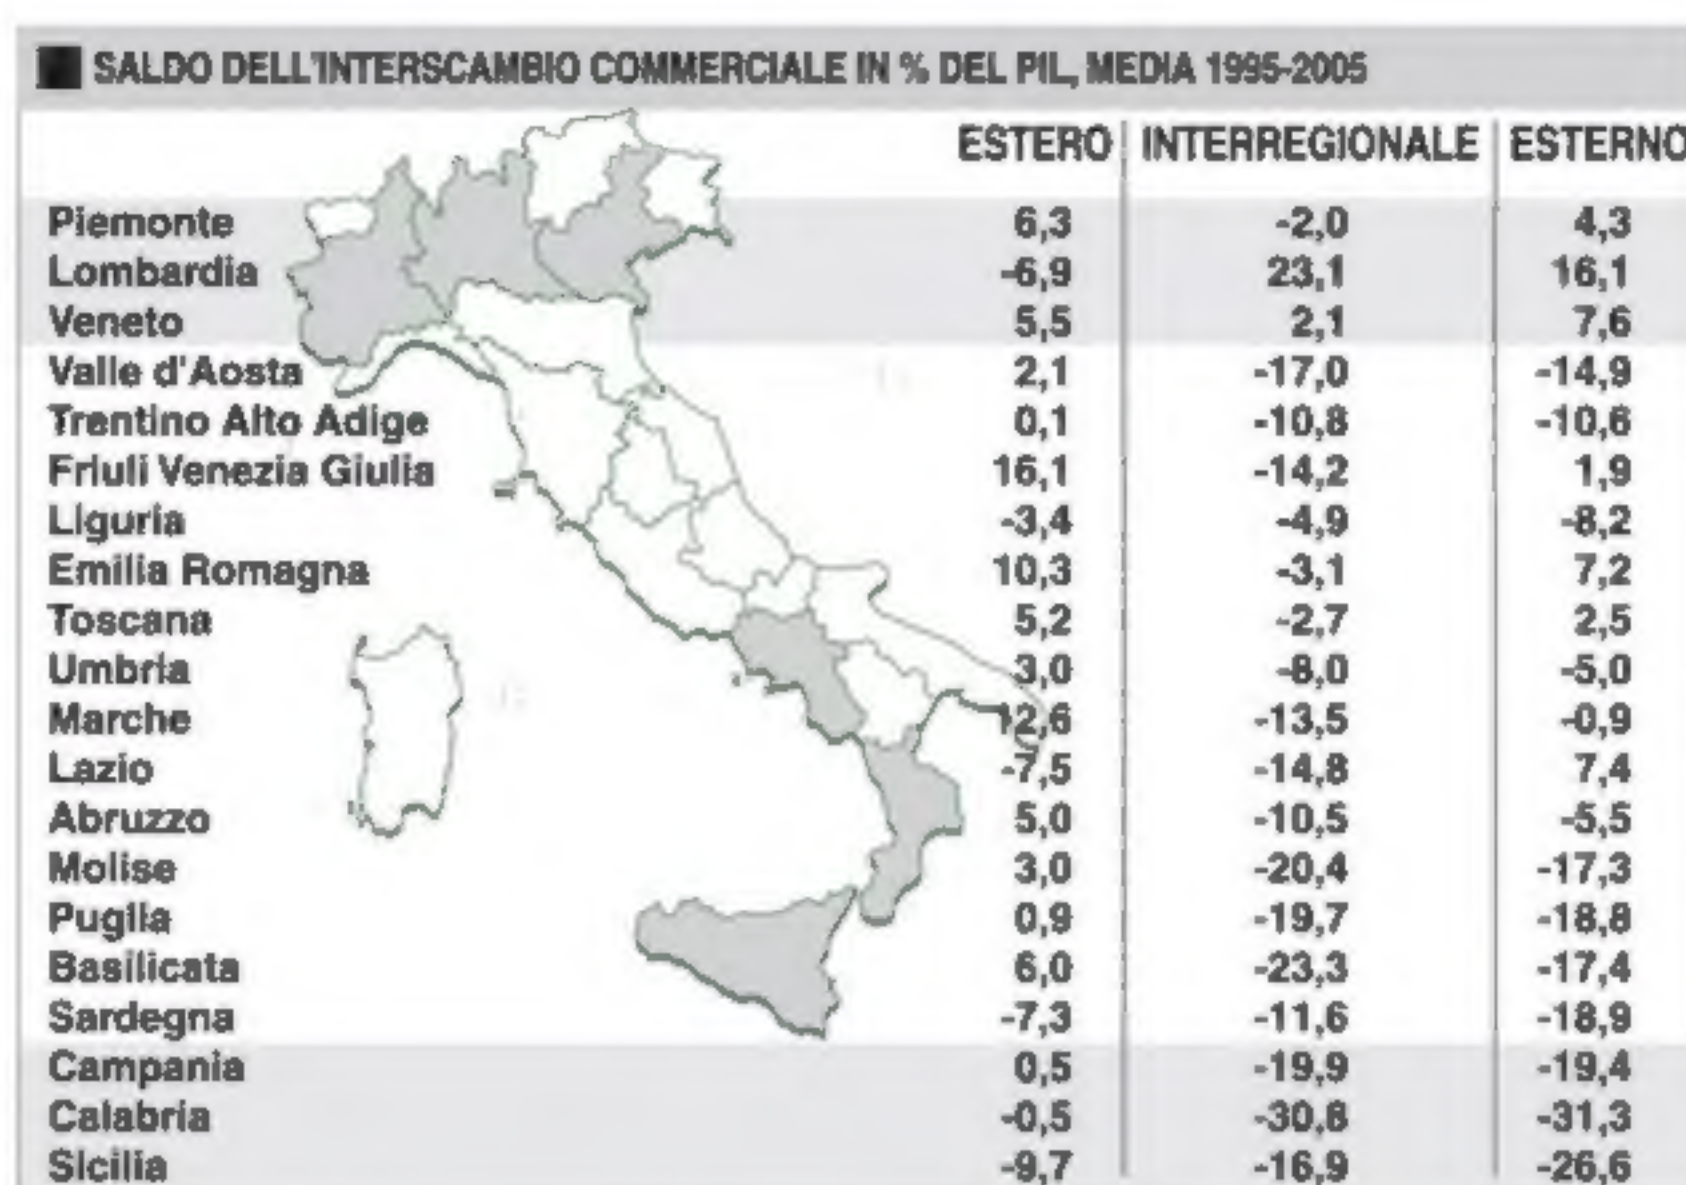 SALDO DELL'INTERSCAMBIO COMMERCIALE IN % DEL PIL, MEDIA 1995-2005
ESTERO INTERREGIONALE ESTERNO
Piemonte 6,3 -2,0 4,3
Lombardia -6,9 23,1 16,1
Veneto 5,5 2,1 7,6
Valle d'Aosta 2,1 -17,0 -14,9
Trentino Alto Adige 0,1 -10,8 -10,6
Friuli Venezia Giulia 16,1 -14,2 1,9
Liguria -3,4 -4,9 -8,2
Emilia Romagna 10,3 -3,1 7,2
Toscana 5,2 -2,7 2,5
Umbria 3,0 -8,0 -5,0
Marche 12,6 -13,5 -0,9
Lazio -7,5 -14,8 7,4
Abruzzo 5,0 -10,5 -5,5
Molise 3,0 -20,4 -17,3
Puglia 0,9 -19,7 -18,8
Basilicata 6,0 -23,3 -17,4
Sardegna -7,3 -11,6 -18,9
Campania 0,5 -19,9 -19,4
Calabria -0,5 -30,8 -31,3
Sicilia -9,7 -16,9 -26,6